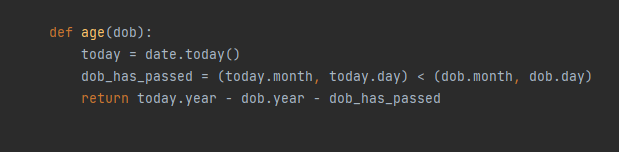 def age(dob):
    today = date.today()
    dob_has_passed = (today.month, today.day) < (dob.month, dob.day)
    return today.year - dob.year - dob_has_passed